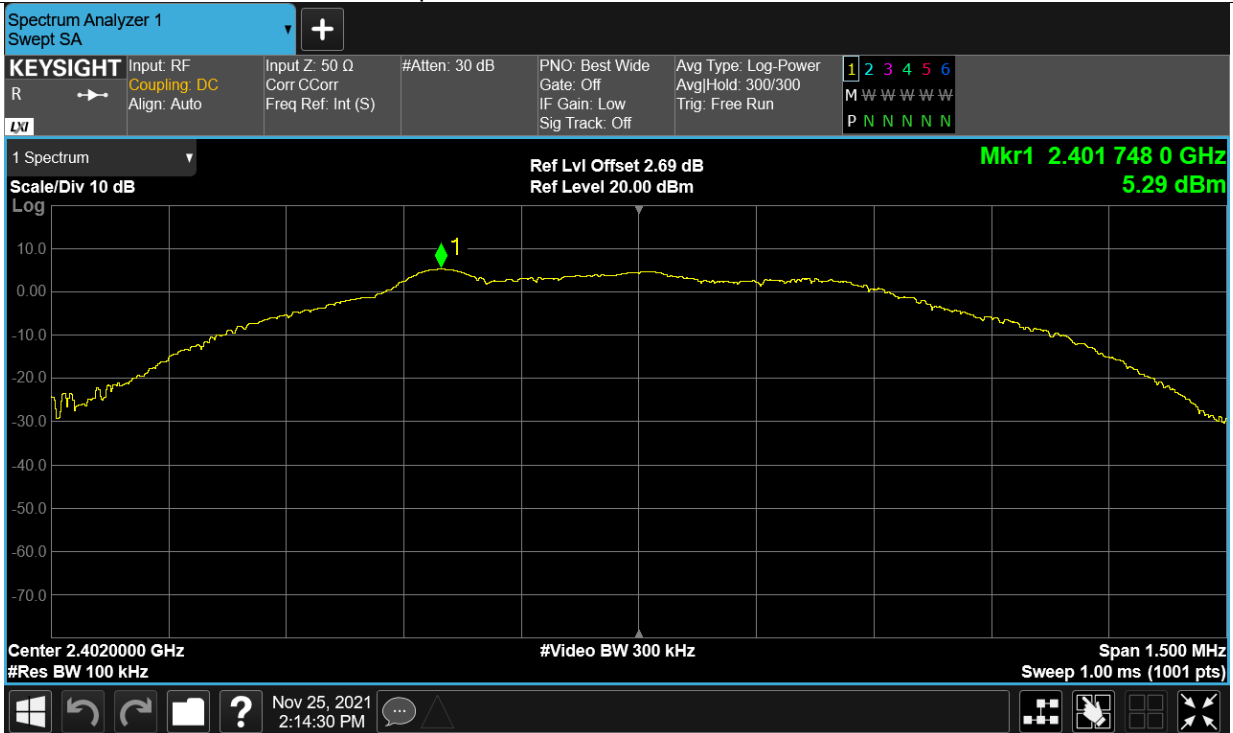 Spectrum Analyzer 1
Swept SA
KEYSIGHT Input: RF Input Z: 50 Ω #Atten: 30 dB PNO: Best Wide Avg Type: Log-Power 1 2 3 4 5 6
R Coupling: DC Corr CCorr Gate: Off Avg|Hold: 300/300 M W W W W W
Align: Auto Freq Ref: Int (S) IF Gain: Low Trig: Free Run
LXI Sig Track: Off P N N N N N N
1 Spectrum Ref Lvl Offset 2.69 dB Mkr1 2.401 748 0 GHz
Scale/Div 10 dB Ref Level 20.00 dBm 5.29 dBm
Log
1
10.0
0.00
-10.0
-20.0
-30.0
-40.0
-50.0
-60.0
-70.0
Center 2.4020000 GHz #Video BW 300 kHz Span 1.500 MHz
#Res BW 100 kHz Sweep 1.00 ms (1001 pts)
? Nov 25, 2021
2:14:30 PM